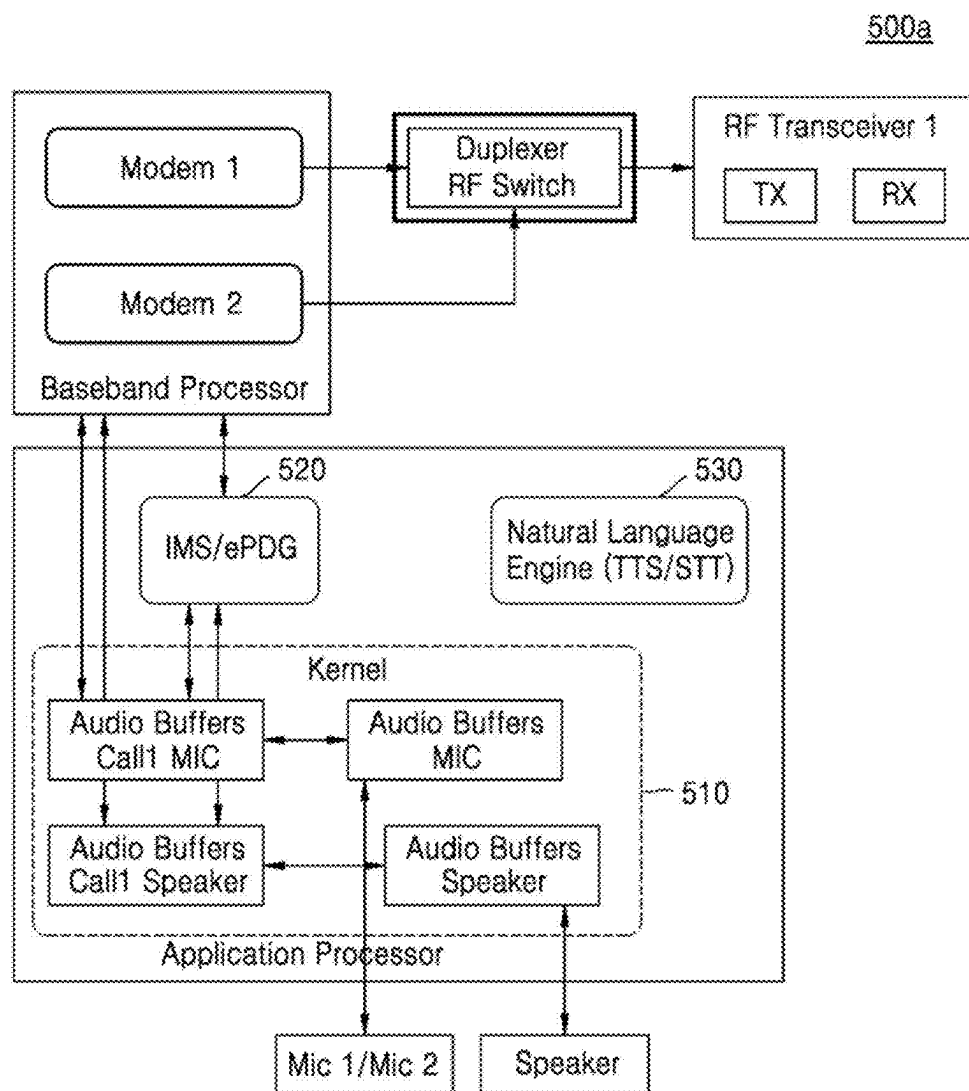 500a
Modem 1
Modem 2
Baseband Processor
Duplexer
RF Switch
RF Transceiver 1
TX
RX
520
IMS/ePDG
530
Natural Language
Engine (TTS/STT)
Kernel
Audio Buffers
Call1 MIC
Audio Buffers
MIC
510
Audio Buffers
Call1 Speaker
Audio Buffers
Speaker
Application Processor
Mic 1/Mic 2
Speaker